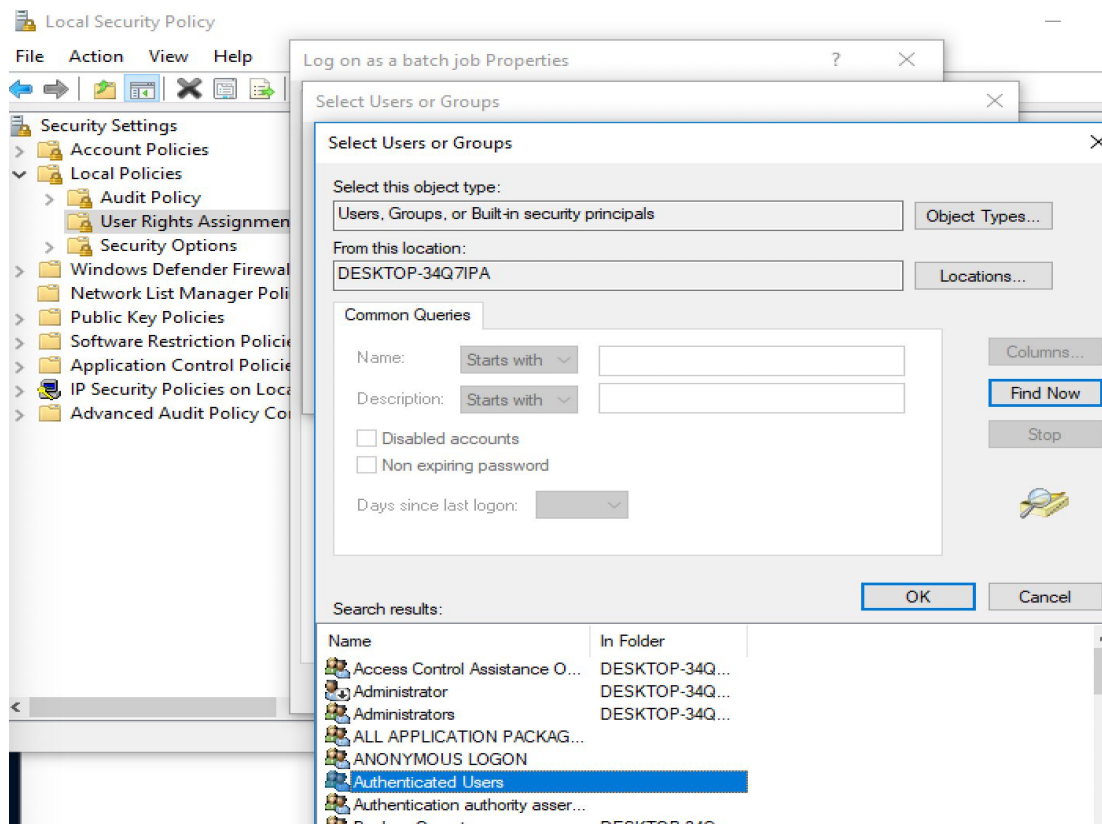 Local Security Policy
File Action View Help
Security Settings
Account Policies
Local Policies
Audit Policy
User Rights Assignmen
Security Options
Windows Defender Firewal
Network List Manager Poli
Public Key Policies
Software Restriction Policie
Application Control Policie
IP Security Policies on Loca
Advanced Audit Policy Co
Log on as a batch job Properties
?
Select Users or Groups
Select Users or Groups
Select this object type:
Users, Groups, or Built-in security principals
Object Types...
From this location:
DESKTOP-34Q7IPA
Locations...
Common Queries
Name: Starts with
Description: Starts with
Disabled accounts
Non expiring password
Days since last logon:
Columns...
Find Now
Stop
OK Cancel
Search results:
Name In Folder
Access Control Assistance O... DESKTOP-34Q...
Administrator DESKTOP-34Q...
Administrators DESKTOP-34Q...
ALL APPLICATION PACKAG...
ANONYMOUS LOGON
Authenticated Users
Authentication authority asser...